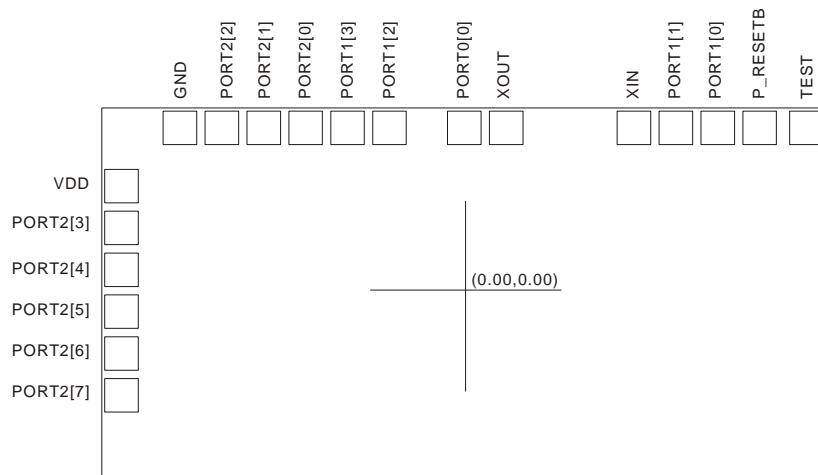 GND
PORT2[2]
PORT2[1]
PORT2[0]
PORT1[3]
PORT1[2]
PORT0[0]
XOUT
XIN
PORT1[1]
PORT1[0]
P_RESETB
TEST
VDD
PORT2[3]
PORT2[4]
(0.00,0.00)
PORT2[5]
PORT2[6]
PORT2[7]